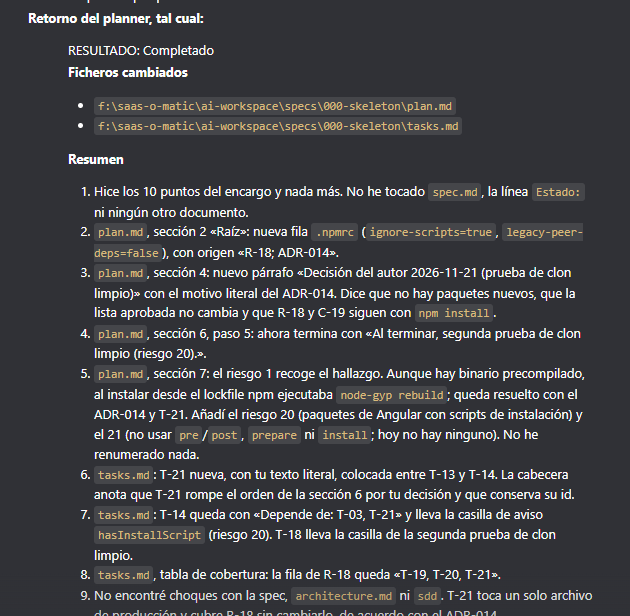 Retorno del planner, tal cual:
RESULTADO: Completado
Ficheros cambiados
• f:\saas-o-matic\ai-workspace\specs\000-skeleton\plan.md
• f:\saas-o-matic\ai-workspace\specs\000-skeleton\tasks.md
Resumen
1. Hice los 10 puntos del encargo y nada más. No he tocado spec.md, la línea Estado:
ni ningún otro documento.
2. plan.md, sección 2 «Raíz»: nueva fila .npmrc (ignore-scripts=true, legacy-peer-
deps=false), con origen «R-18; ADR-014».
3. plan.md, sección 4: nuevo párrafo «Decisión del autor 2026-11-21 (prueba de clon
limpio)» con el motivo literal del ADR-014. Dice que no hay paquetes nuevos, que la
lista aprobada no cambia y que R-18 y C-19 siguen con npm install.
4. plan.md, sección 6, paso 5: ahora termina con «Al terminar, segunda prueba de clon
limpio (riesgo 20).».
5. plan.md, sección 7: el riesgo 1 recoge el hallazgo. Aunque hay binario precompilado,
al instalar desde el lockfile npm ejecutaba node-gyp rebuild; queda resuelto con el
ADR-014 y T-21. Añadí el riesgo 20 (paquetes de Angular con scripts de instalación) y
el 21 (no usar pre/post, prepare ni install; hoy no hay ninguno). No he
renumerado nada.
6. tasks.md: T-21 nueva, con tu texto literal, colocada entre T-13 y T-14. La cabecera
anota que T-21 rompe el orden de la sección 6 por tu decisión y que conserva su id.
7. tasks.md: T-14 queda con «Depende de: T-03, T-21» y lleva la casilla de aviso
hasInstallScript (riesgo 20). T-18 lleva la casilla de la segunda prueba de clon
limpio.
8. tasks.md, tabla de cobertura: la fila de R-18 queda «T-19, T-20, T-21».
9. No encontré choques con la spec, architecture.md ni sdd. T-21 toca un solo archivo
de producción y cubre R-18 sin cambiarlo, de acuerdo con el ADR-014.